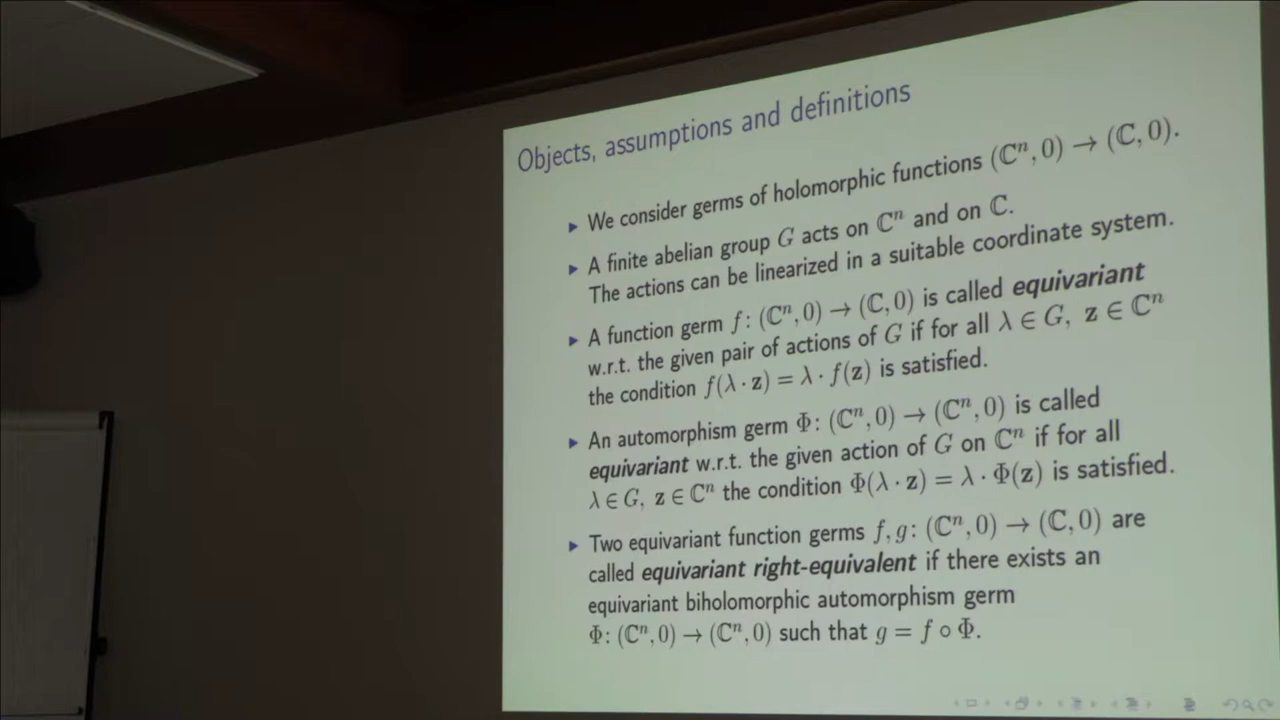 Objects, assumptions and definitions
▶ We consider germs of holomorphic functions (ℂⁿ, 0) → (ℂ, 0).
▶ A finite abelian group G acts on ℂⁿ and on ℂ.
The actions can be linearized in a suitable coordinate system.
▶ A function germ f: (ℂⁿ, 0) → (ℂ, 0) is called equivariant
w.r.t. the given pair of actions of G if for all λ ∈ G, z ∈ ℂⁿ
the condition f(λ · z) = λ · f(z) is satisfied.
▶ An automorphism germ Φ: (ℂⁿ, 0) → (ℂⁿ, 0) is called
equivariant w.r.t. the given action of G on ℂⁿ if for all
λ ∈ G, z ∈ ℂⁿ the condition Φ(λ · z) = λ · Φ(z) is satisfied.
▶ Two equivariant function germs f, g: (ℂⁿ, 0) → (ℂ, 0) are
called equivariant right-equivalent if there exists an
equivariant biholomorphic automorphism germ
Φ: (ℂⁿ, 0) → (ℂⁿ, 0) such that g = f ∘ Φ.